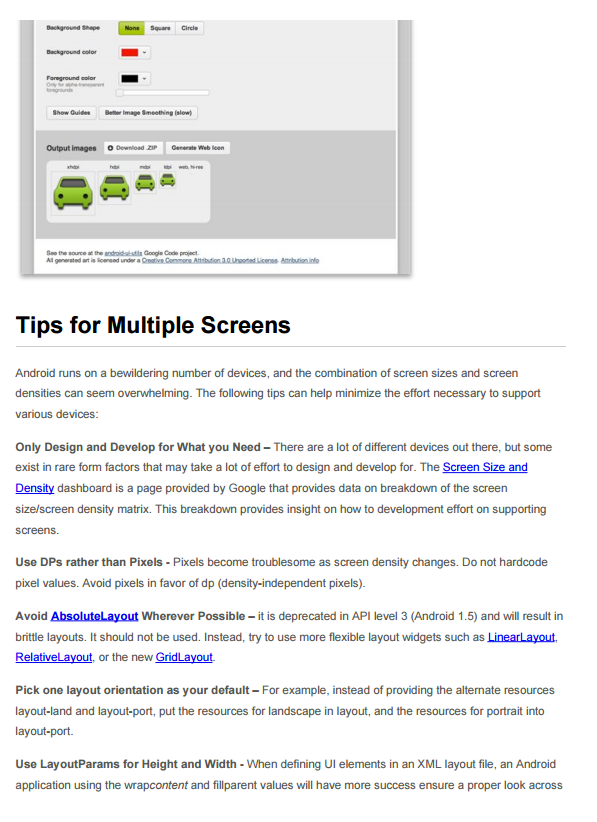 Background Shape None Square Circle
Background color
Foreground color
Only for alpha-transparent
foregrounds
Show Guides Better Image Smoothing (slow)
Output images Download .ZIP Generate Web Icon
xhdpi hdpi mdpi ldpi web, hi-res
See the source at the android-ui-utils Google Code project.
All generated art is licensed under a Creative Commons Attribution 3.0 Unported License. Attribution info
Tips for Multiple Screens
Android runs on a bewildering number of devices, and the combination of screen sizes and screen
densities can seem overwhelming. The following tips can help minimize the effort necessary to support
various devices:
Only Design and Develop for What you Need – There are a lot of different devices out there, but some
exist in rare form factors that may take a lot of effort to design and develop for. The Screen Size and
Density dashboard is a page provided by Google that provides data on breakdown of the screen
size/screen density matrix. This breakdown provides insight on how to development effort on supporting
screens.
Use DPs rather than Pixels - Pixels become troublesome as screen density changes. Do not hardcode
pixel values. Avoid pixels in favor of dp (density-independent pixels).
Avoid AbsoluteLayout Wherever Possible – it is deprecated in API level 3 (Android 1.5) and will result in
brittle layouts. It should not be used. Instead, try to use more flexible layout widgets such as LinearLayout,
RelativeLayout, or the new GridLayout.
Pick one layout orientation as your default – For example, instead of providing the alternate resources
layout-land and layout-port, put the resources for landscape in layout, and the resources for portrait into
layout-port.
Use LayoutParams for Height and Width - When defining UI elements in an XML layout file, an Android
application using the wrapcontent and fillparent values will have more success ensure a proper look across